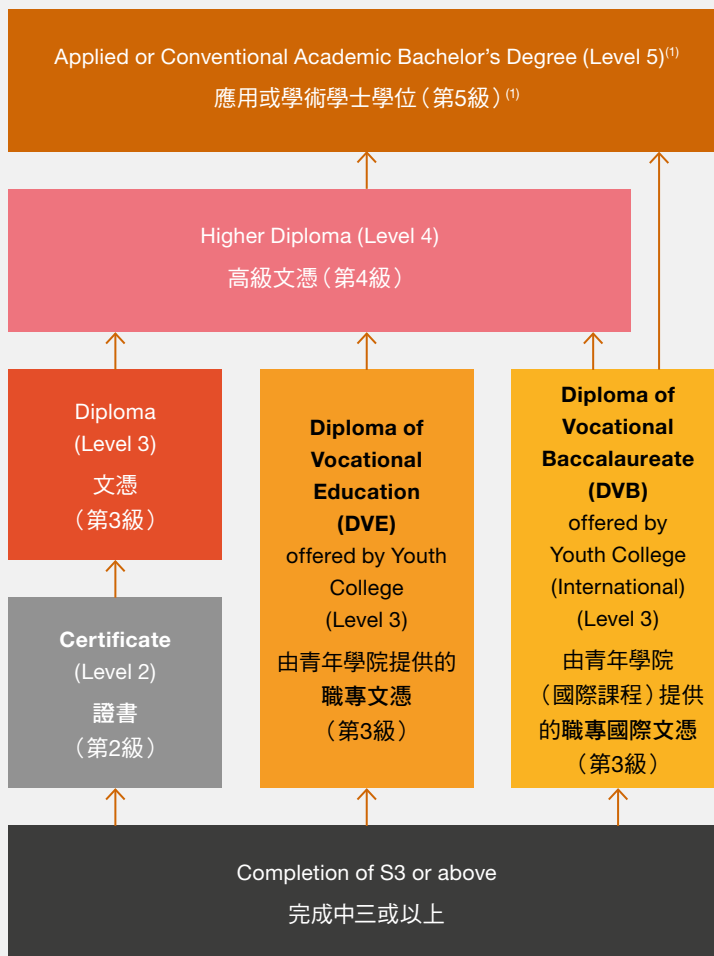 Applied or Conventional Academic Bachelor’s Degree (Level 5)(1)
應用或學術學士學位（第5級）(1)
Higher Diploma (Level 4)
高級文憑（第4級）
Diploma
(Level 3)
文憑
（第3級）
Certificate
(Level 2)
證書
（第2級）
Diploma of
Vocational
Education
(DVE)
offered by Youth
College
(Level 3)
由青年學院提供的
職專文憑
（第3級）
Diploma of
Vocational
Baccalaureate
(DVB)
offered by
Youth College
(International)
(Level 3)
由青年學院
（國際課程）提供
的職專國際文憑
（第3級）
Completion of S3 or above
完成中三或以上